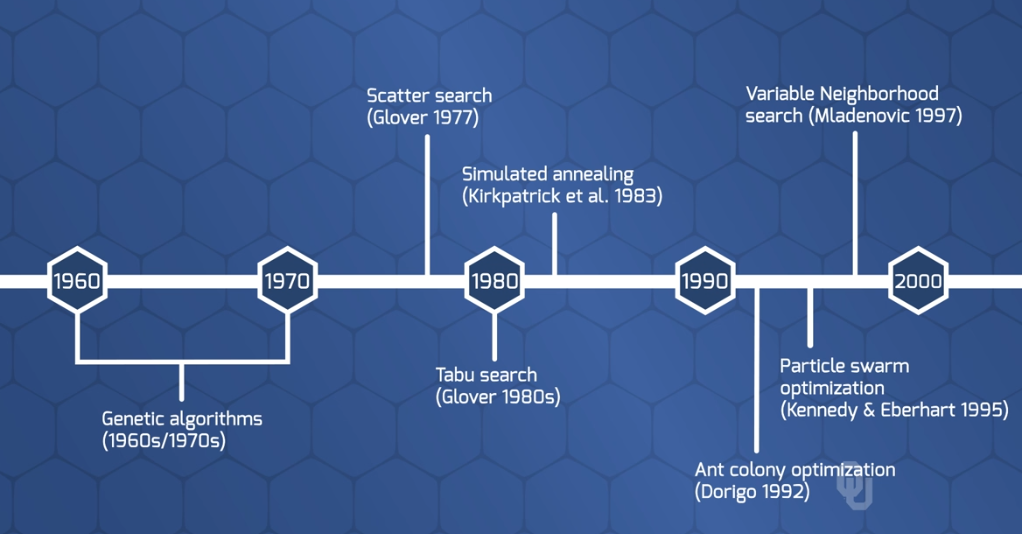 Scatter search
(Glover 1977)
Variable Neighborhood
search (Mladenovic 1997)
Simulated annealing
(Kirkpatrick et al. 1983)
1960
1970
1980
1990
2000
Genetic algorithms
(1960s/1970s)
Tabu search
(Glover 1980s)
Particle swarm
optimization
(Kennedy & Eberhart 1995)
Ant colony optimization
(Dorigo 1992)